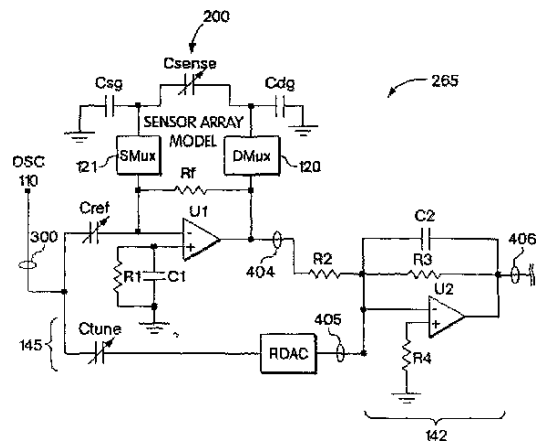 200
Csense
Csg
Cdg
265
SENSOR ARRAY
MODEL
121
SMux
DMux
120
OSC
110
Rf
Cref
U1
C2
406
300
404
R2
R3
R1
C1
U2
Ctune
405
145
RDAC
R4
142